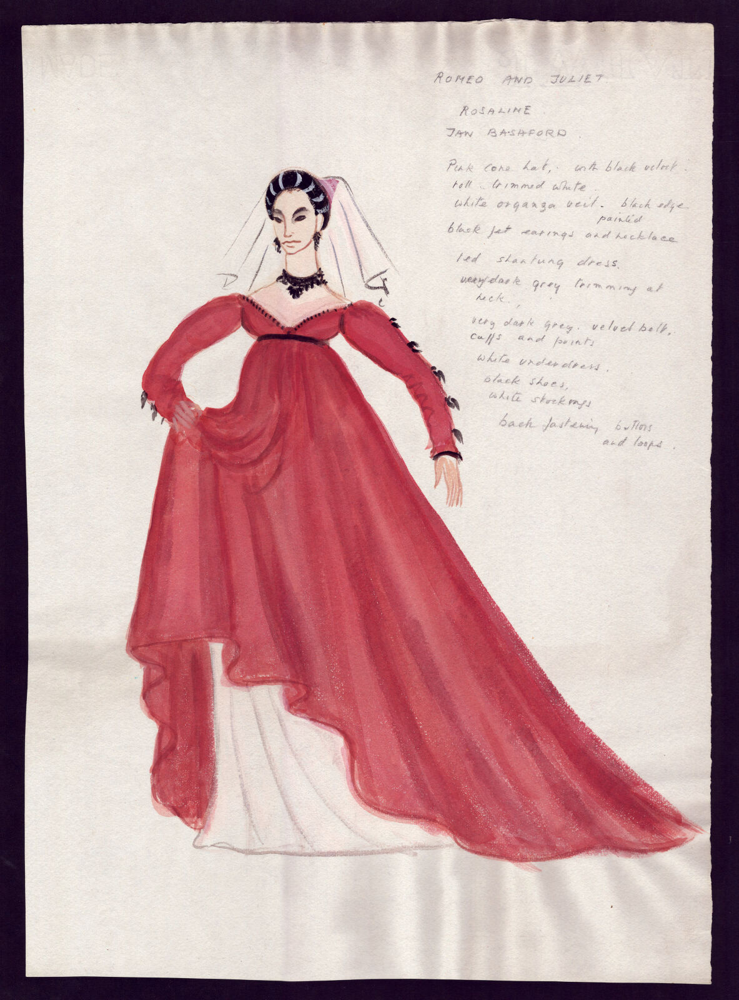 ROMEO AND JULIET
ROSALINE
JAN BASHFORD.
Pink cone hat, with black velvet
roll. trimmed white.
white organza veil. black edge
painted
black jet earings and necklace
red shantung dress.
very dark grey trimming at
neck.
very dark grey. velvet belt,
cuffs and points
white underdress.
black shoes,
white stockings
back fastening buttons
and loops.